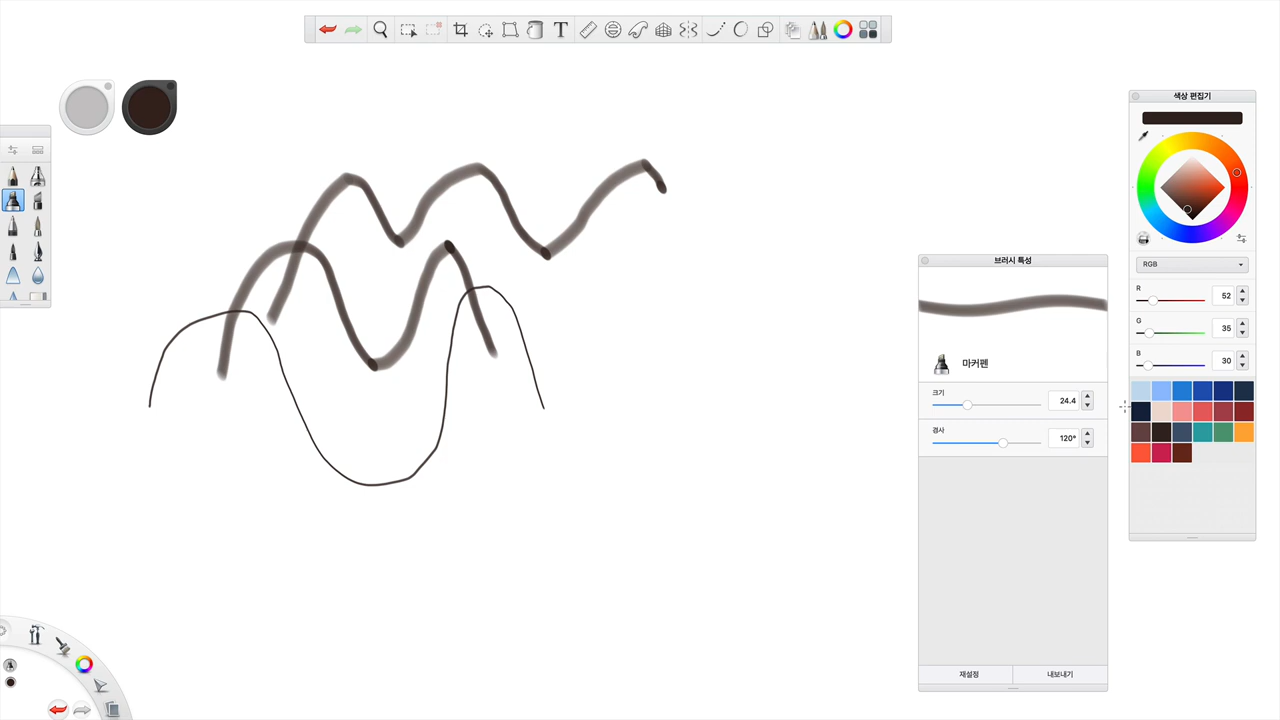 T
색상 편집기
RGB
R 52
G 35
B 30
브러시 특성
마커펜
크기
24.4
경사
120°
재설정 내보내기